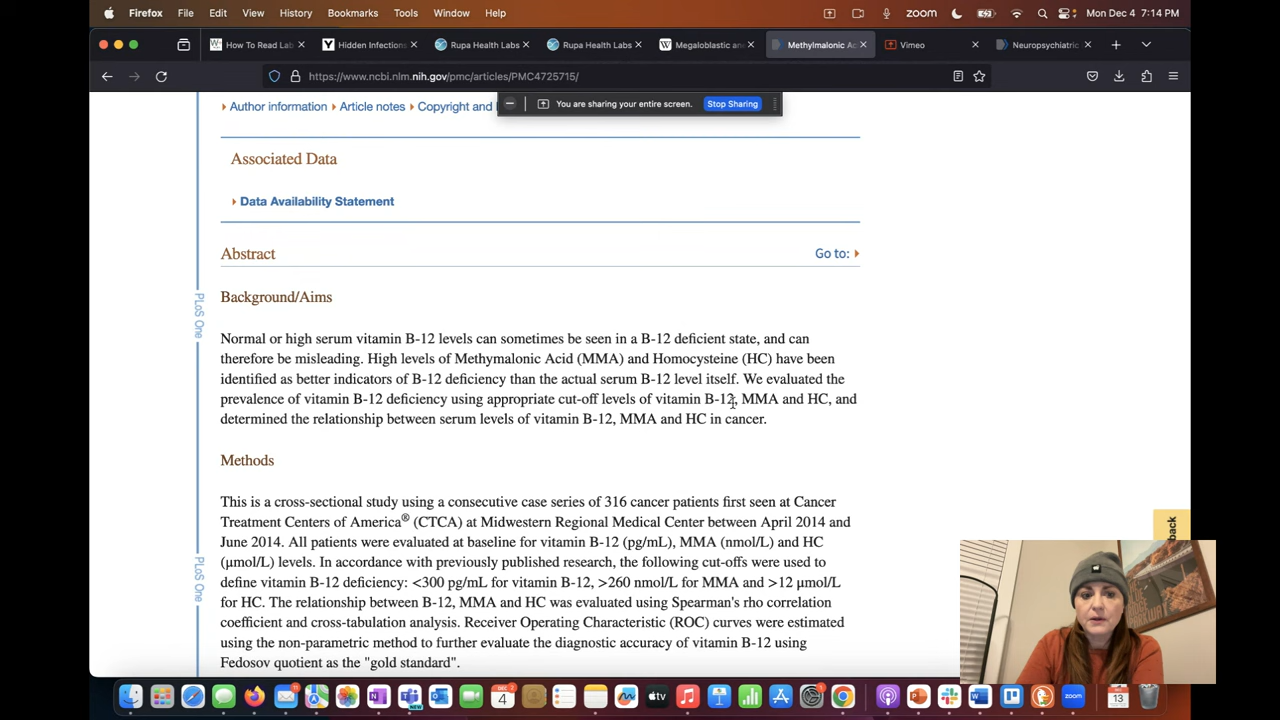 Firefox File Edit View History Bookmarks Tools Window Help zoom Mon Dec 4 7:14 PM
How To Read Lab Hidden Infections Rupa Health Labs Rupa Health Labs Megaloblastic an Methylmalonic Ac Vimeo Neuropsychiatric
https://www.ncbi.nlm.nih.gov/pmc/articles/PMC4725715/
You are sharing your entire screen. Stop Sharing
Author information Article notes Copyright and
Associated Data
Data Availability Statement
Abstract Go to:
Background/Aims
Normal or high serum vitamin B-12 levels can sometimes be seen in a B-12 deficient state, and can
therefore be misleading. High levels of Methymalonic Acid (MMA) and Homocysteine (HC) have been
identified as better indicators of B-12 deficiency than the actual serum B-12 level itself. We evaluated the
prevalence of vitamin B-12 deficiency using appropriate cut-off levels of vitamin B-12, MMA and HC, and
determined the relationship between serum levels of vitamin B-12, MMA and HC in cancer.
Methods
This is a cross-sectional study using a consecutive case series of 316 cancer patients first seen at Cancer
Treatment Centers of America® (CTCA) at Midwestern Regional Medical Center between April 2014 and
June 2014. All patients were evaluated at baseline for vitamin B-12 (pg/mL), MMA (nmol/L) and HC
(μmol/L) levels. In accordance with previously published research, the following cut-offs were used to
define vitamin B-12 deficiency: <300 pg/mL for vitamin B-12, >260 nmol/L for MMA and >12 μmol/L
for HC. The relationship between B-12, MMA and HC was evaluated using Spearman's rho correlation
coefficient and cross-tabulation analysis. Receiver Operating Characteristic (ROC) curves were estimated
using the non-parametric method to further evaluate the diagnostic accuracy of vitamin B-12 using
Fedosov quotient as the "gold standard".
PLoS One
PLoS One
back
tv
DEC 4
zoom
13